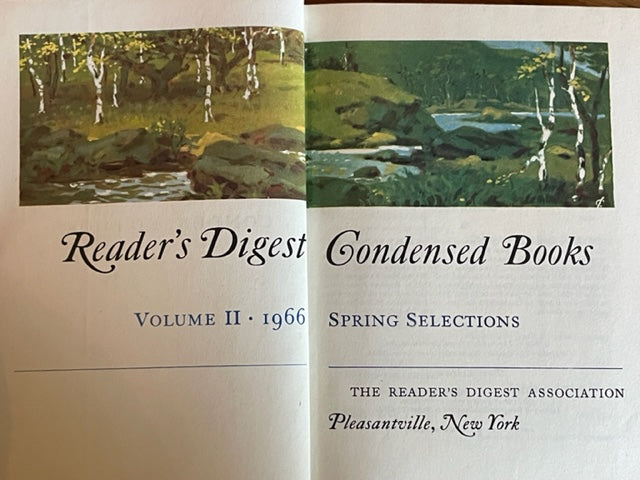 Reader's Digest Condensed Books
VOLUME II · 1966 SPRING SELECTIONS
THE READER'S DIGEST ASSOCIATION
Pleasantville, New York